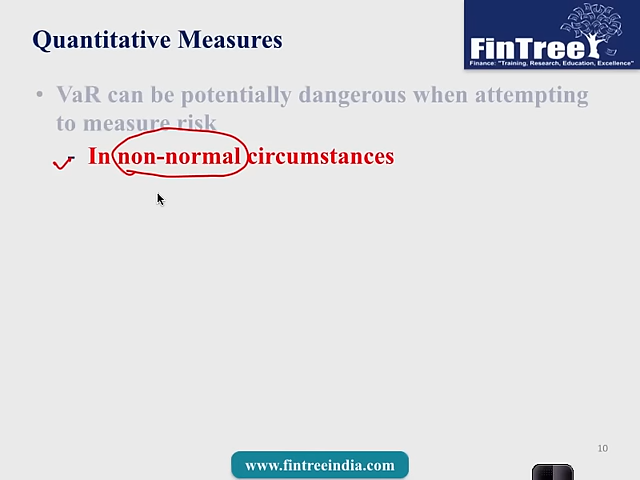 Quantitative Measures
FinTree
Finance: "Training, Research, Education, Excellence"
• VaR can be potentially dangerous when attempting
to measure risk
- In non-normal circumstances
10
www.fintreeindia.com